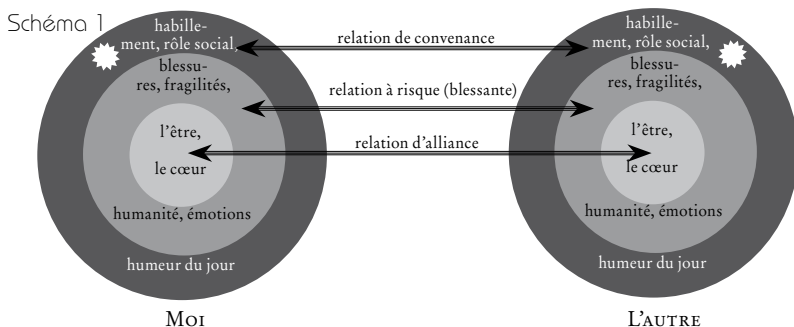 Schéma 1
habille-
ment, rôle social,
blessu-
res, fragilités,
l'être,
le cœur
humanité, émotions
humeur du jour
MOI
relation de convenance
relation à risque (blessante)
relation d'alliance
habille-
ment, rôle social,
blessu-
res, fragilités,
l'être,
le cœur
humanité, émotions
humeur du jour
L'AUTRE